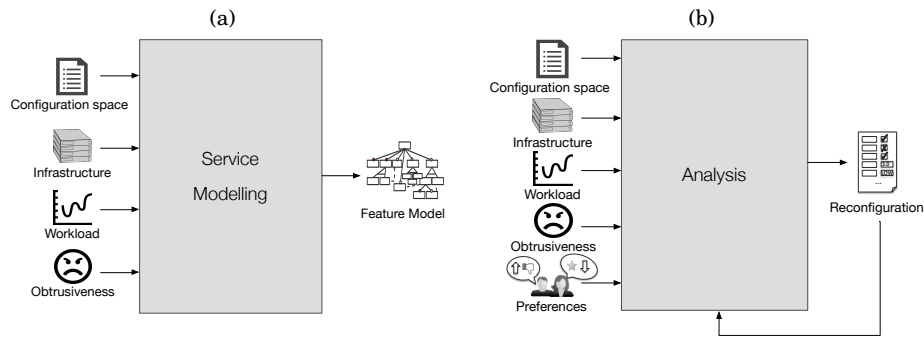 (a)
Configuration space
Infrastructure
Workload
Obtrusiveness
Service
Modelling
Feature Model
(b)
Configuration space
Infrastructure
Workload
Obtrusiveness
Preferences
Analysis
...
Reconfiguration